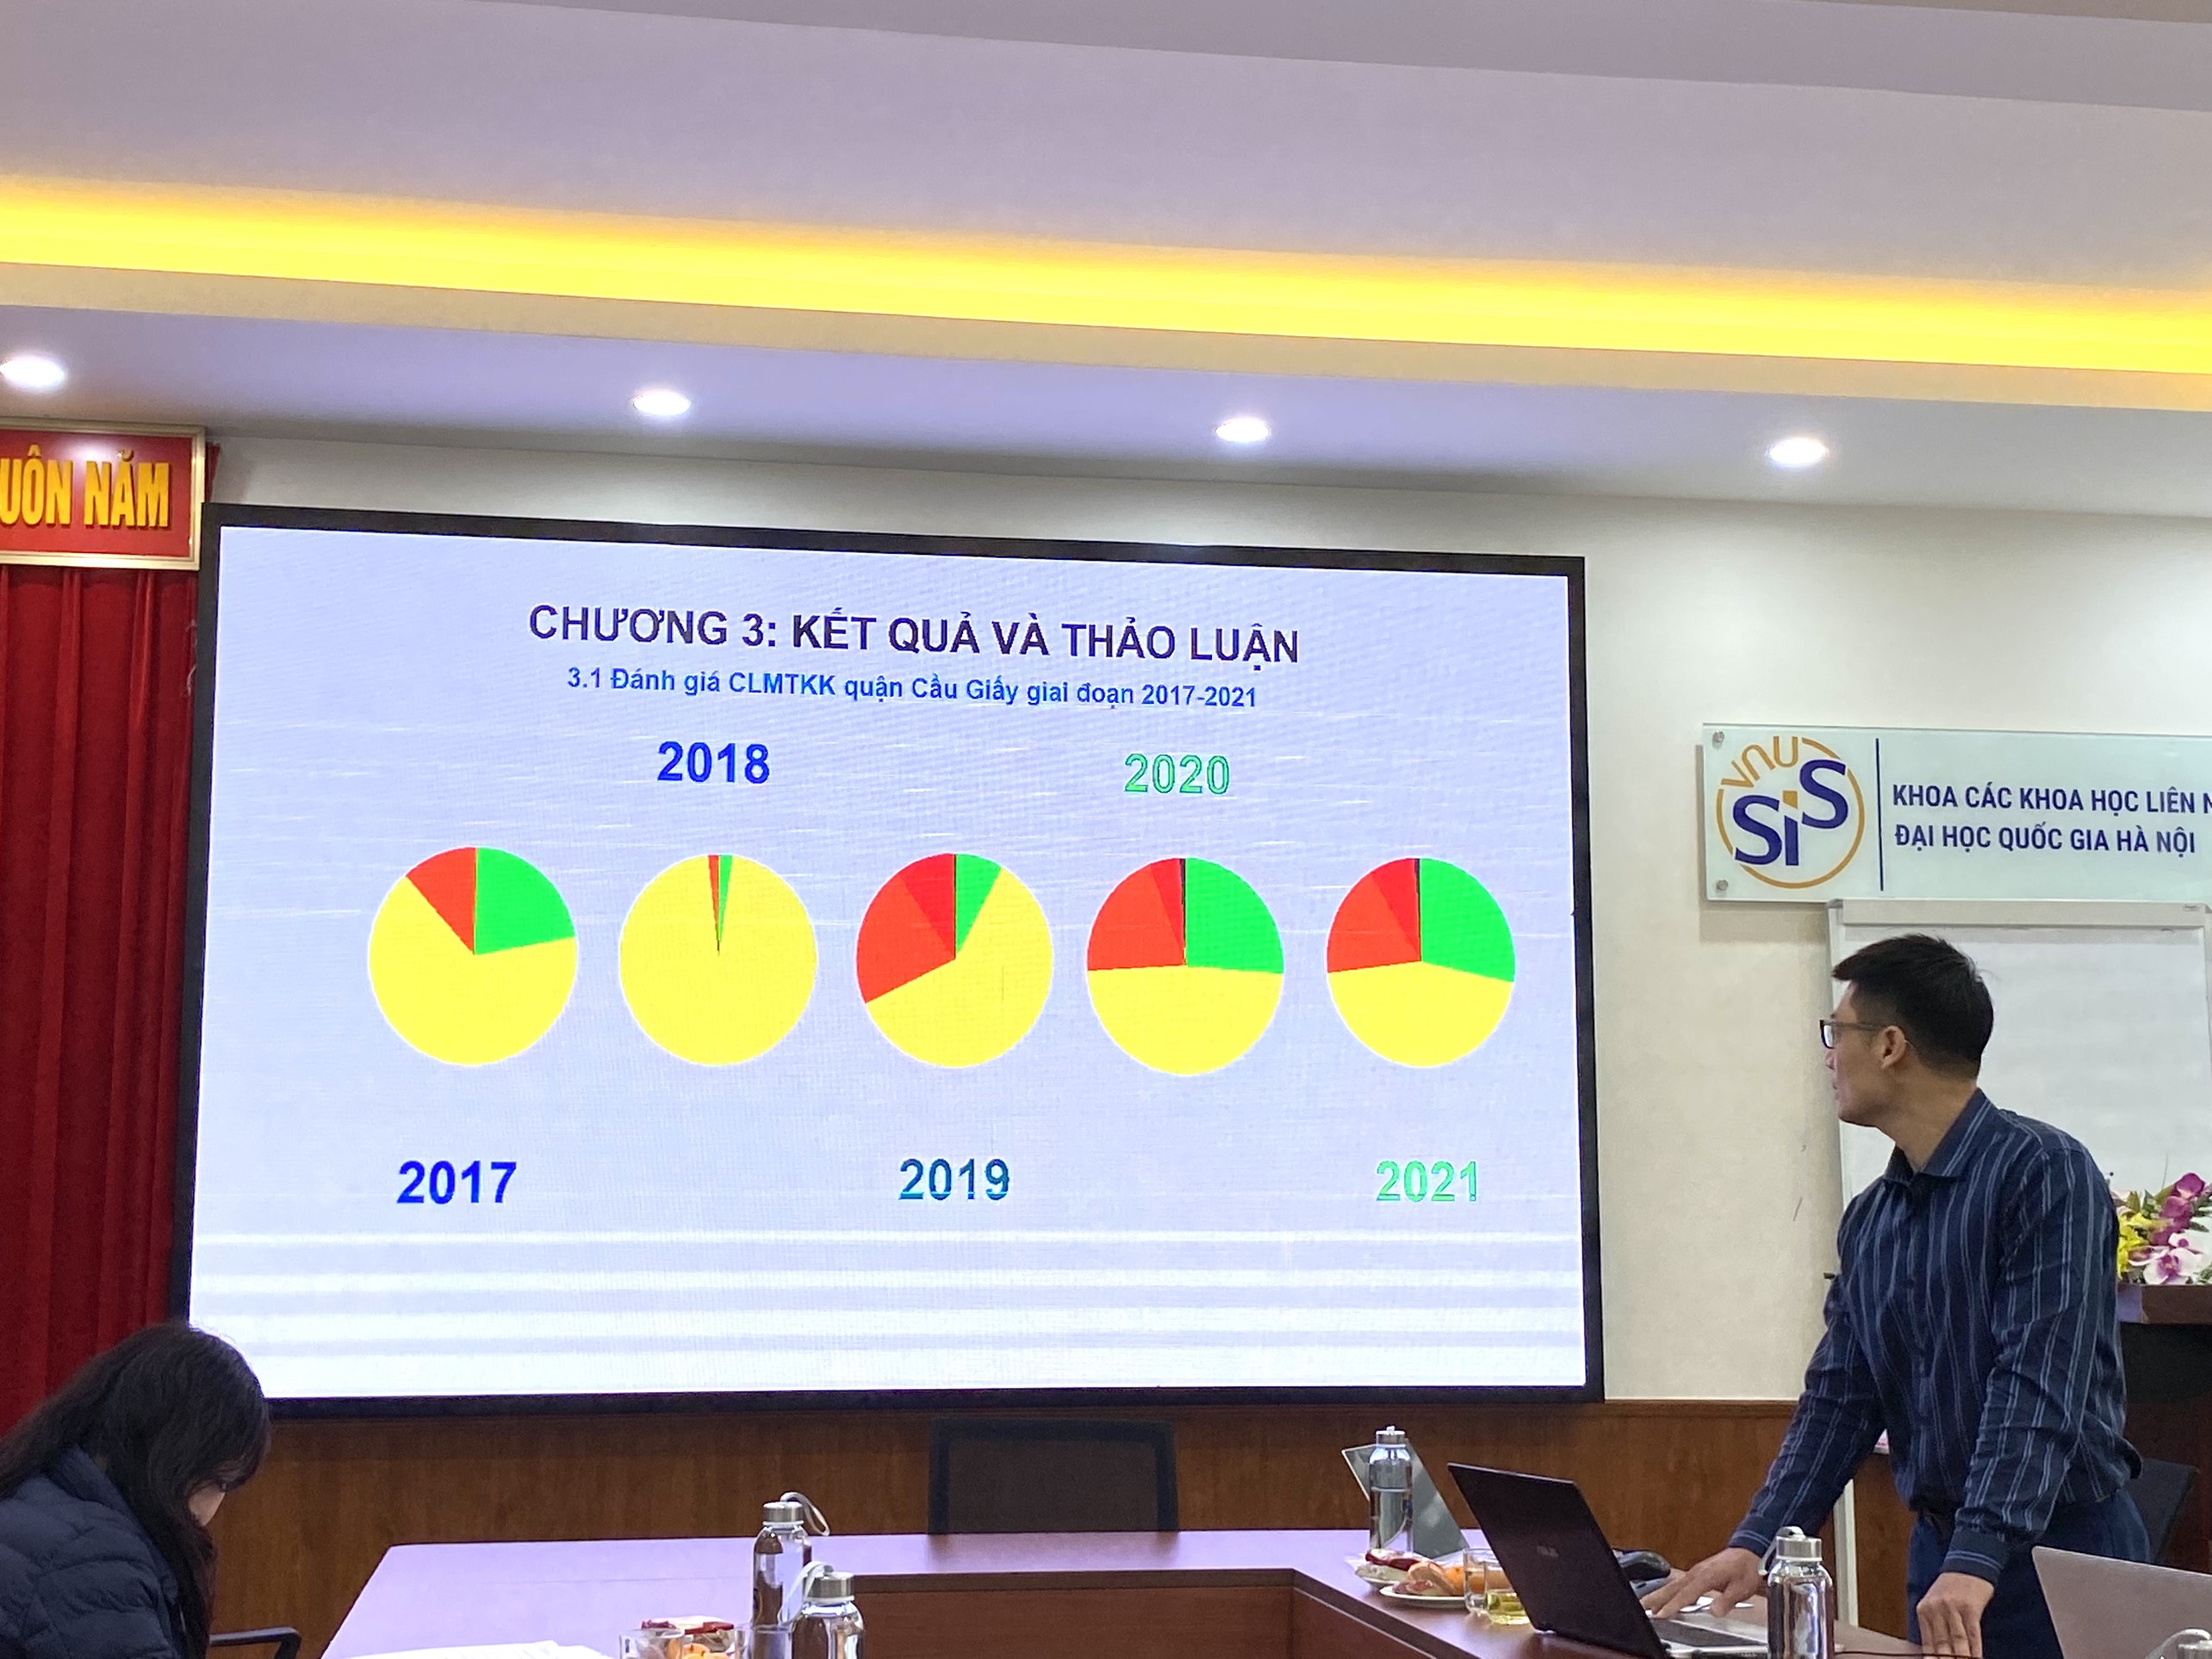 UÔN NĂM
CHƯƠNG 3: KẾT QUẢ VÀ THẢO LUẬN
3.1 Đánh giá CLMTKK quận Cầu Giấy giai đoạn 2017-2021
2018
2020
2017
2019
2021
VNU
SIS
KHOA CÁC KHOA HỌC LIÊN N
ĐẠI HỌC QUỐC GIA HÀ NỘI
ASUS